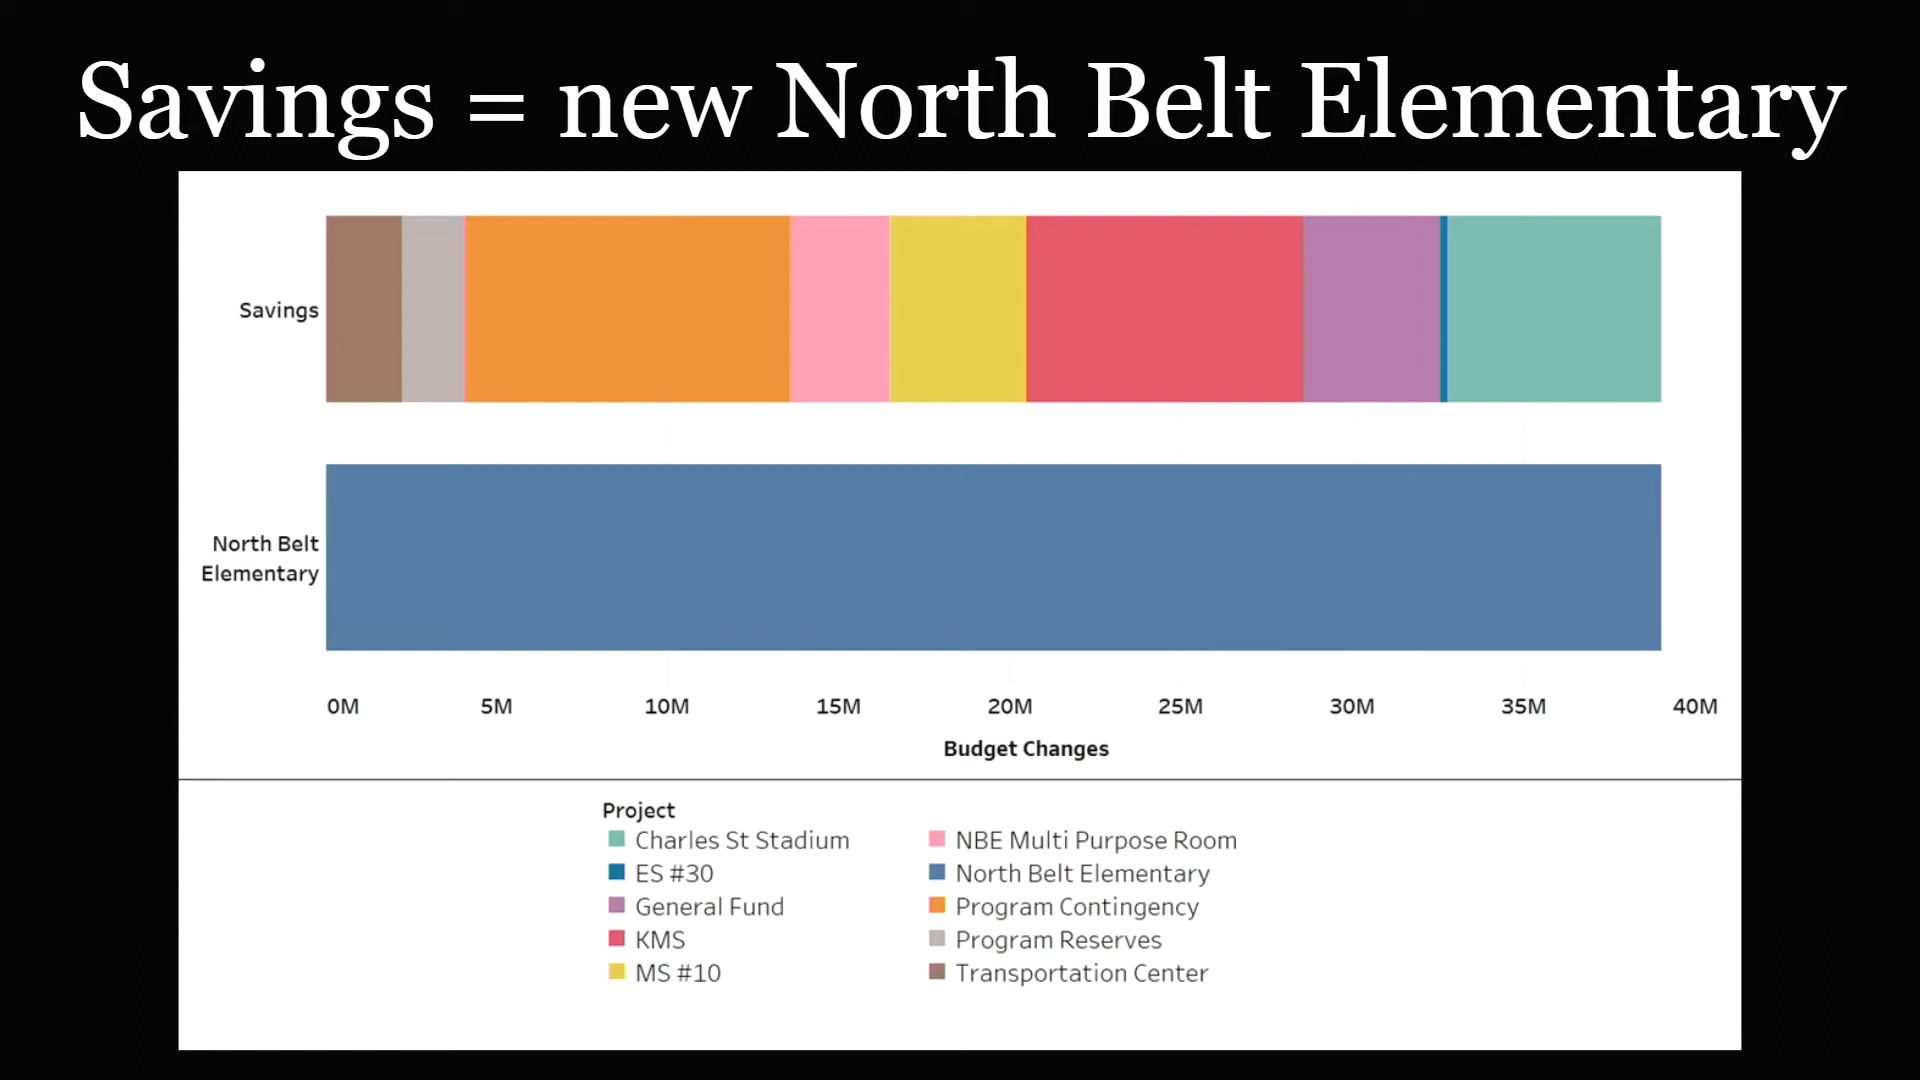 Savings = new North Belt Elementary
Savings
North Belt
Elementary
0M 5M 10M 15M 20M 25M 30M 35M 40M
Budget Changes
Project
Charles St Stadium
ES #30
General Fund
KMS
MS #10
NBE Multi Purpose Room
North Belt Elementary
Program Contingency
Program Reserves
Transportation Center